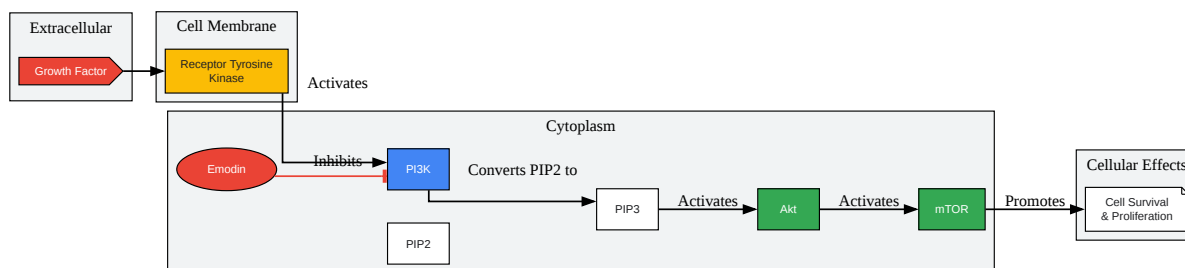 Extracellular
Growth Factor
Cell Membrane
Receptor Tyrosine
Kinase
Activates
Cytoplasm
Emodin
Inhibits
PI3K
Converts PIP2 to
PIP2
PIP3
Activates
Akt
Activates
mTOR
Promotes
Cellular Effects
Cell Survival
& Proliferation